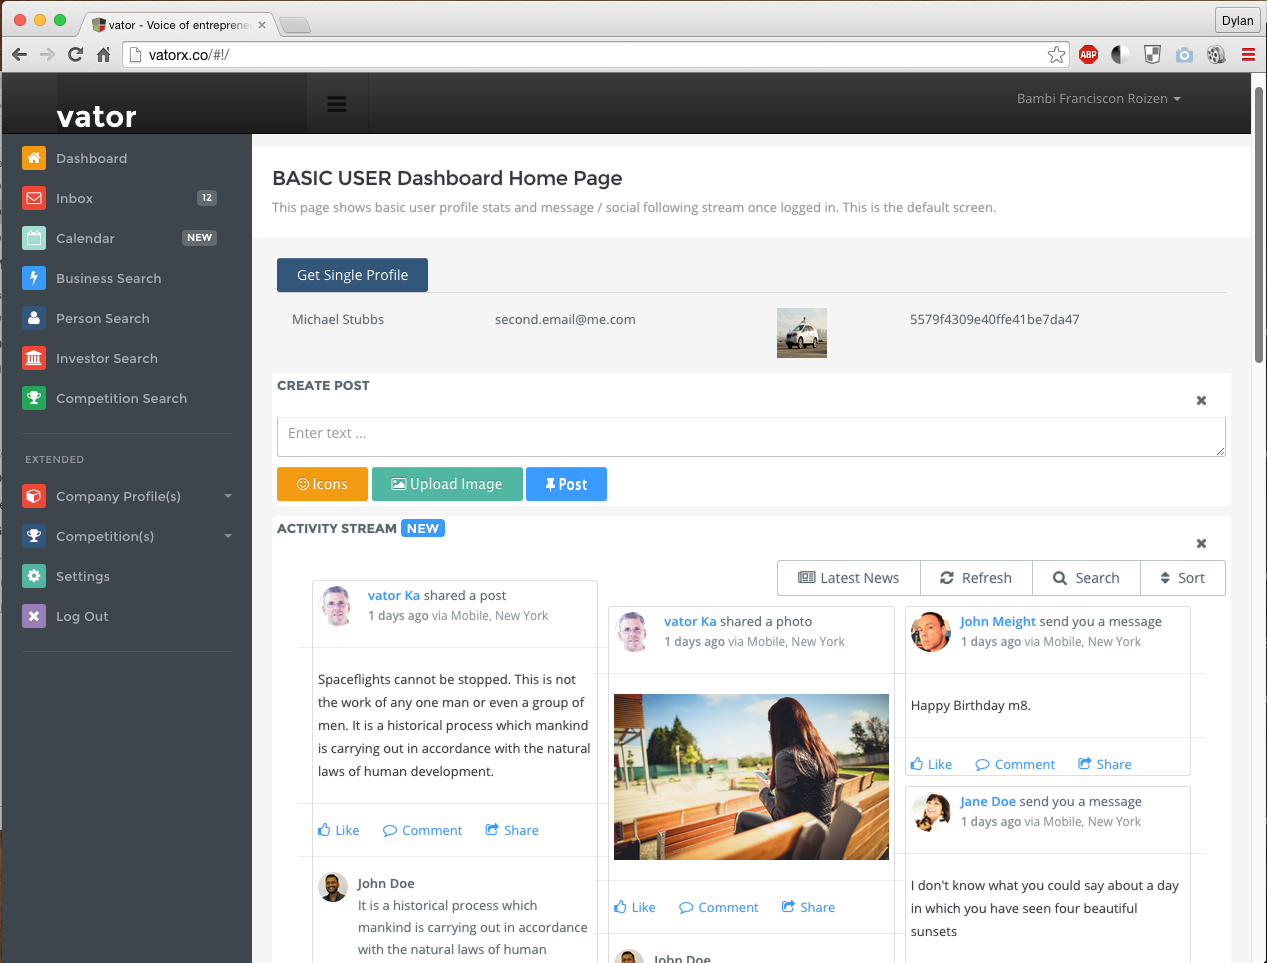 vator - Voice of entreprene
Dylan
vatorx.co/#!/
ABP
vator
Bambi Franciscon Roizen
Dashboard
Inbox 12
Calendar NEW
Business Search
Person Search
Investor Search
Competition Search
EXTENDED
Company Profile(s)
Competition(s)
Settings
Log Out
BASIC USER Dashboard Home Page
This page shows basic user profile stats and message / social following stream once logged in. This is the default screen.
Get Single Profile
Michael Stubbs second.email@me.com 5579f4309e40ffe41be7da47
CREATE POST
Enter text ...
Icons Upload Image Post
ACTIVITY STREAM NEW
Latest News Refresh Search Sort
vator Ka shared a post
1 days ago via Mobile, New York
Spaceflights cannot be stopped. This is not
the work of any one man or even a group of
men. It is a historical process which mankind
is carrying out in accordance with the natural
laws of human development.
Like Comment Share
John Doe
It is a historical process which
mankind is carrying out in accordance
with the natural laws of human
vator Ka shared a photo
1 days ago via Mobile, New York
Like Comment Share
John Doe
John Meight send you a message
1 days ago via Mobile, New York
Happy Birthday m8.
Like Comment Share
Jane Doe send you a message
1 days ago via Mobile, New York
I don't know what you could say about a day
in which you have seen four beautiful
sunsets